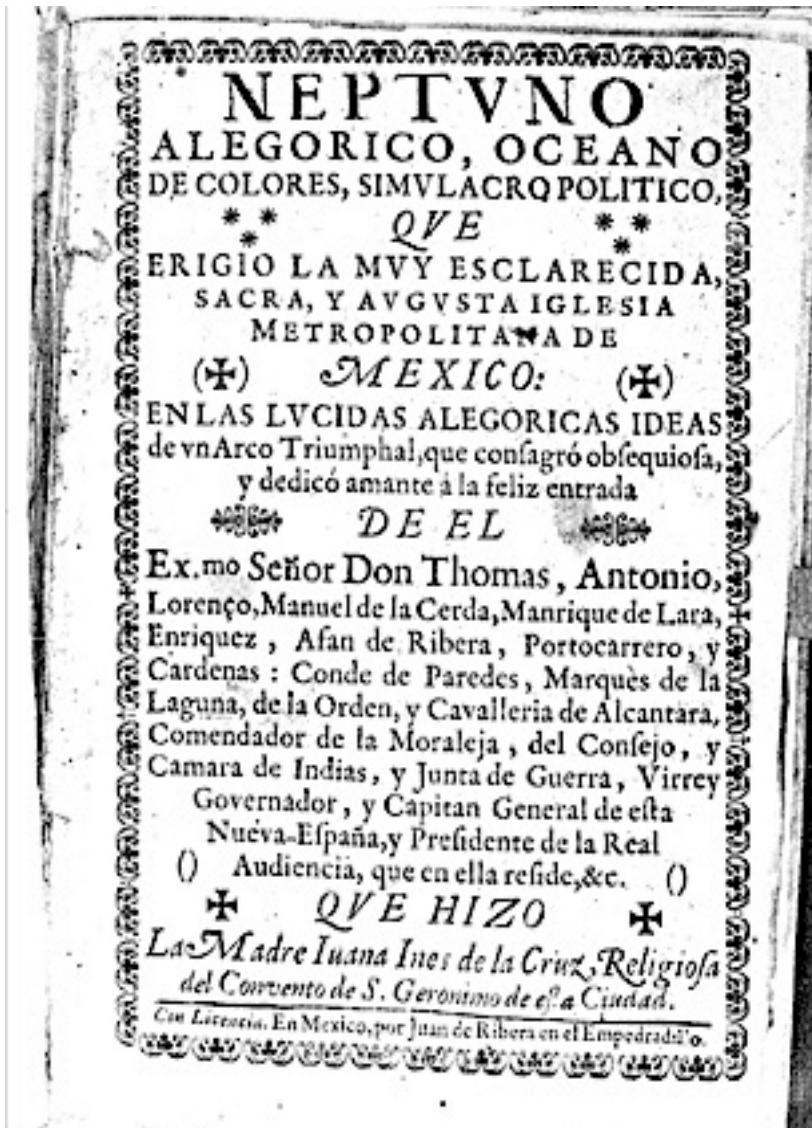 NEPTVNO
ALEGORICO, OCEANO
DE COLORES, SIMVLACRO POLITICO,
QVE
ERIGIO LA MVY ESCLARECIDA,
SACRA, Y AVGVSTA IGLESIA
METROPOLITANA DE
(✠) MEXICO: (✠)
EN LAS LVCIDAS ALEGORICAS IDEAS
de vn Arco Triumphal, que conſagró obſequioſa,
y dedicó amante á la feliz entrada
DE EL
Ex.mo Señor Don Thomas, Antonio,
Lorenço, Manuel de la Cerda, Manrique de Lara,
Enriquez, Afan de Ribera, Portocarrero, y
Cardenas: Conde de Paredes, Marquès de la
Laguna, de la Orden, y Cavalleria de Alcantara,
Comendador de la Moraleja, del Conſejo, y
Camara de Indias, y Junta de Guerra, Virrey
Governador, y Capitan General de eſta
Nueva-Eſpaña, y Preſidente de la Real
() Audiencia, que en ella reſide, &c. ()
✠ QVE HIZO ✠
La Madre Iuana Ines de la Cruz, Religioſa
del Convento de S. Geronimo de eſta Ciudad.
Con Licencia. En Mexico, por Juan de Ribera en el Empedradillo.